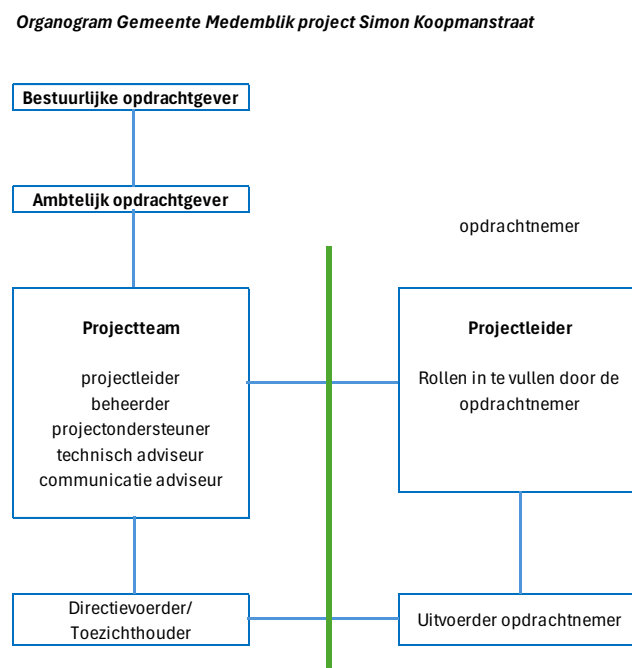 Organogram Gemeente Medemblik project Simon Koopmanstraat
Bestuurlijke opdrachtgever
Ambtelijk opdrachtgever
opdrachtnemer
Projectteam
projectleider
beheerder
projectondersteuner
technisch adviseur
communicatie adviseur
Projectleider
Rollen in te vullen door de
opdrachtnemer
Directievoerder/
Toezichthouder
Uitvoerder opdrachtnemer